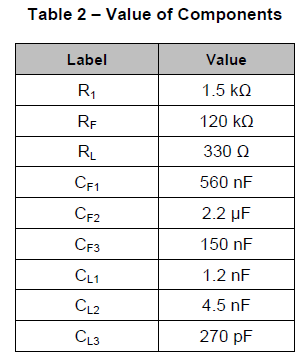 Table 2 – Value of Components
Label Value
R1 1.5 kΩ
RF 120 kΩ
RL 330 Ω
CF1 560 nF
CF2 2.2 µF
CF3 150 nF
CL1 1.2 nF
CL2 4.5 nF
CL3 270 pF